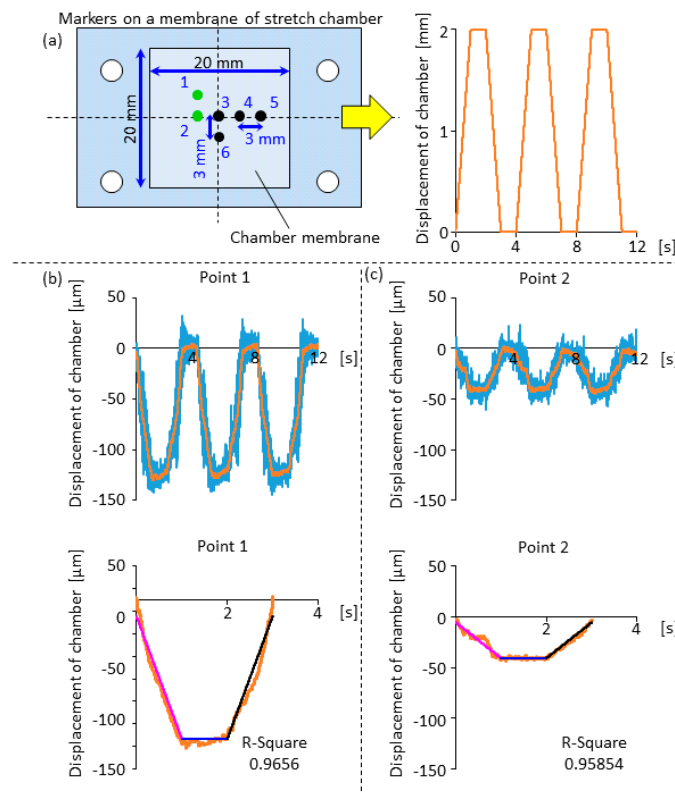 Markers on a membrane of stretch chamber
(a)
20 mm
20 mm
1
2
3
4
5
6
3 mm
3 mm
Chamber membrane
Displacement of chamber [mm]
2
1
0
0
4
8
12
[s]
(b)
Point 1
Displacement of chamber [µm]
50
0
-50
-100
-150
4
8
12
[s]
(c)
Point 2
Displacement of chamber [µm]
50
0
-50
-100
-150
4
8
12
[s]
Point 1
Displacement of chamber [µm]
50
0
-50
-100
-150
2
4
[s]
R-Square
0.9656
Point 2
Displacement of chamber [µm]
50
0
-50
-100
-150
2
4
[s]
R-Square
0.95854